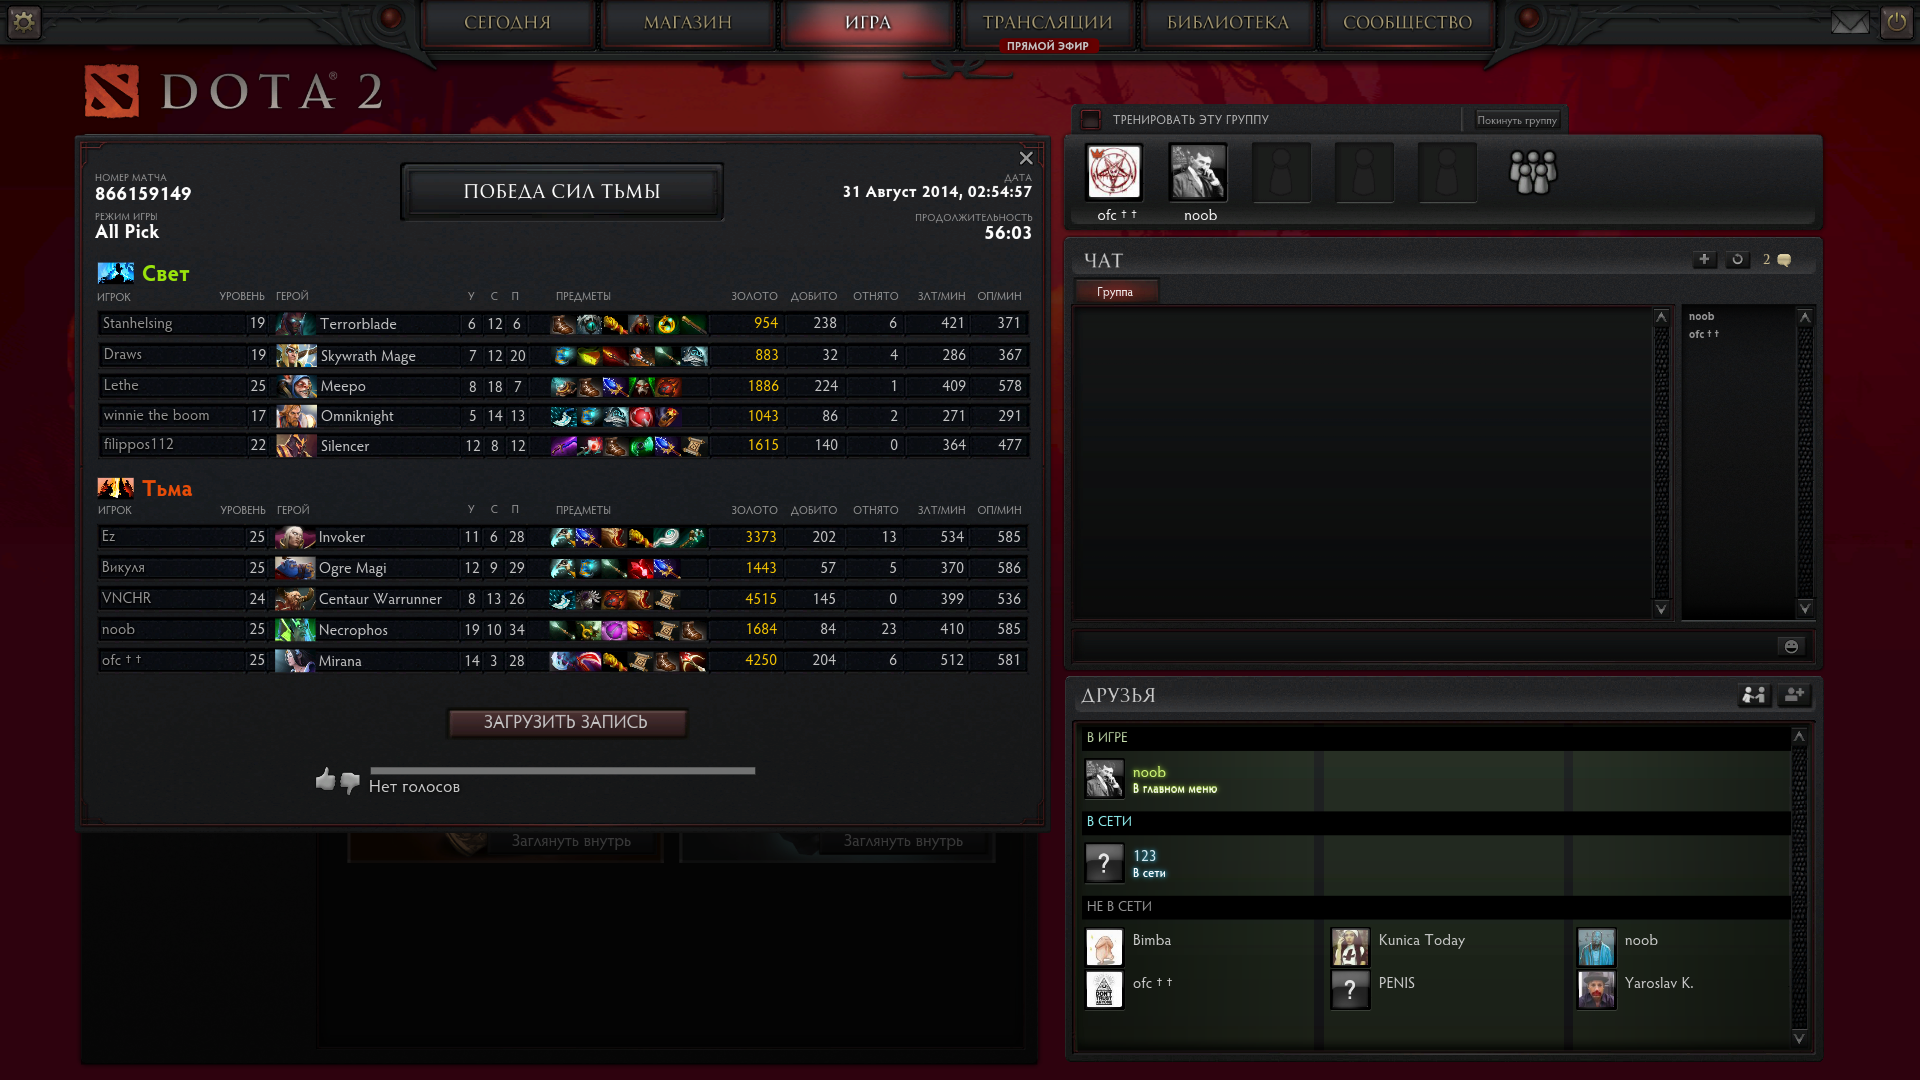 СЕГОДНЯ
МАГАЗИН
ИГРА
ТРАНСЛЯЦИИ
ПРЯМОЙ ЭФИР
БИБЛИОТЕКА
СООБЩЕСТВО
DOTA® 2
НОМЕР МАТЧА
866159149
РЕЖИМ ИГРЫ
All Pick
ПОБЕДА СИЛ ТЬМЫ
ДАТА
31 Август 2014, 02:54:57
ПРОДОЛЖИТЕЛЬНОСТЬ
56:03
Свет
ИГРОК УРОВЕНЬ ГЕРОЙ У С П ПРЕДМЕТЫ ЗОЛОТО ДОБИТО ОТНЯТО ЗЛТ/МИН ОП/МИН
Stanhelsing 19 Terrorblade 6 12 6 954 238 6 421 371
Draws 19 Skywrath Mage 7 12 20 883 32 4 286 367
Lethe 25 Meepo 8 18 7 1886 224 1 409 578
winnie the boom 17 Omniknight 5 14 13 1043 86 2 271 291
filippos112 22 Silencer 12 8 12 1615 140 0 364 477
Тьма
ИГРОК УРОВЕНЬ ГЕРОЙ У С П ПРЕДМЕТЫ ЗОЛОТО ДОБИТО ОТНЯТО ЗЛТ/МИН ОП/МИН
Ez 25 Invoker 11 6 28 3373 202 13 534 585
Викуля 25 Ogre Magi 12 9 29 1443 57 5 370 586
VNCHR 24 Centaur Warrunner 8 13 26 4515 145 0 399 536
noob 25 Necrophos 19 10 34 1684 84 23 410 585
ofc † † 25 Mirana 14 3 28 4250 204 6 512 581
ЗАГРУЗИТЬ ЗАПИСЬ
Нет голосов
Заглянуть внутрь
Заглянуть внутрь
ТРЕНИРОВАТЬ ЭТУ ГРУППУ
Покинуть группу
ofc † †
noob
ЧАТ
2
Группа
noob
ofc † †
ДРУЗЬЯ
В ИГРЕ
noob
В главном меню
В СЕТИ
?
123
В сети
НЕ В СЕТИ
Bimba
Kunica Today
noob
DON'T TRUST ANYONE
ofc † †
?
PENIS
Yaroslav K.